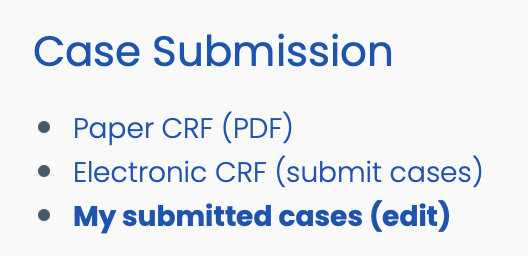 Case Submission
Paper CRF (PDF)
Electronic CRF (submit cases)
My submitted cases (edit)